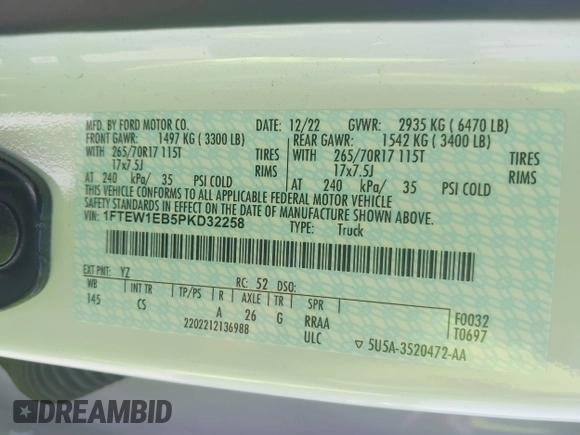 MFD. BY FORD MOTOR CO. DATE: 12/22 GVWR: 2935 KG ( 6470 LB)
FRONT GAWR: 1497 KG ( 3300 LB) REAR GAWR: 1542 KG ( 3400 LB)
WITH 265/70R17 115T TIRES WITH 265/70R17 115T TIRES
17x7.5J RIMS 17x7.5J RIMS
AT 240 kPa/ 35 PSI COLD AT 240 kPa/ 35 PSI COLD
THIS VEHICLE CONFORMS TO ALL APPLICABLE FEDERAL MOTOR VEHICLE
SAFETY STANDARDS IN EFFECT ON THE DATE OF MANUFACTURE SHOWN ABOVE.
VIN: 1FTEW1EB5PKD32258 TYPE: Truck
EXT PNT: YZ RC: 52 DSO:
WB INT TR TP/PS R AXLE TR SPR F0032
145 CS A 26 G RRAA T0697
2202212136988 ULC ▽ 5U5A-3520472-AA
DREAMBID